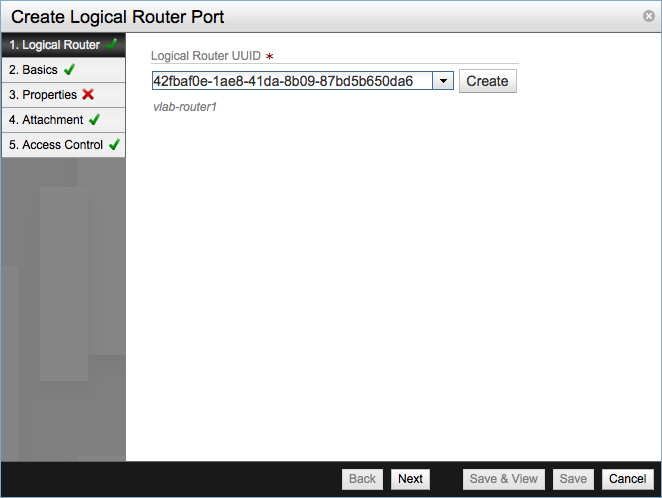 Create Logical Router Port
1. Logical Router
2. Basics
3. Properties
4. Attachment
5. Access Control
Logical Router UUID *
42fbaf0e-1ae8-41da-8b09-87bd5b650da6
Create
vlab-router1
Back Next Save & View Save Cancel